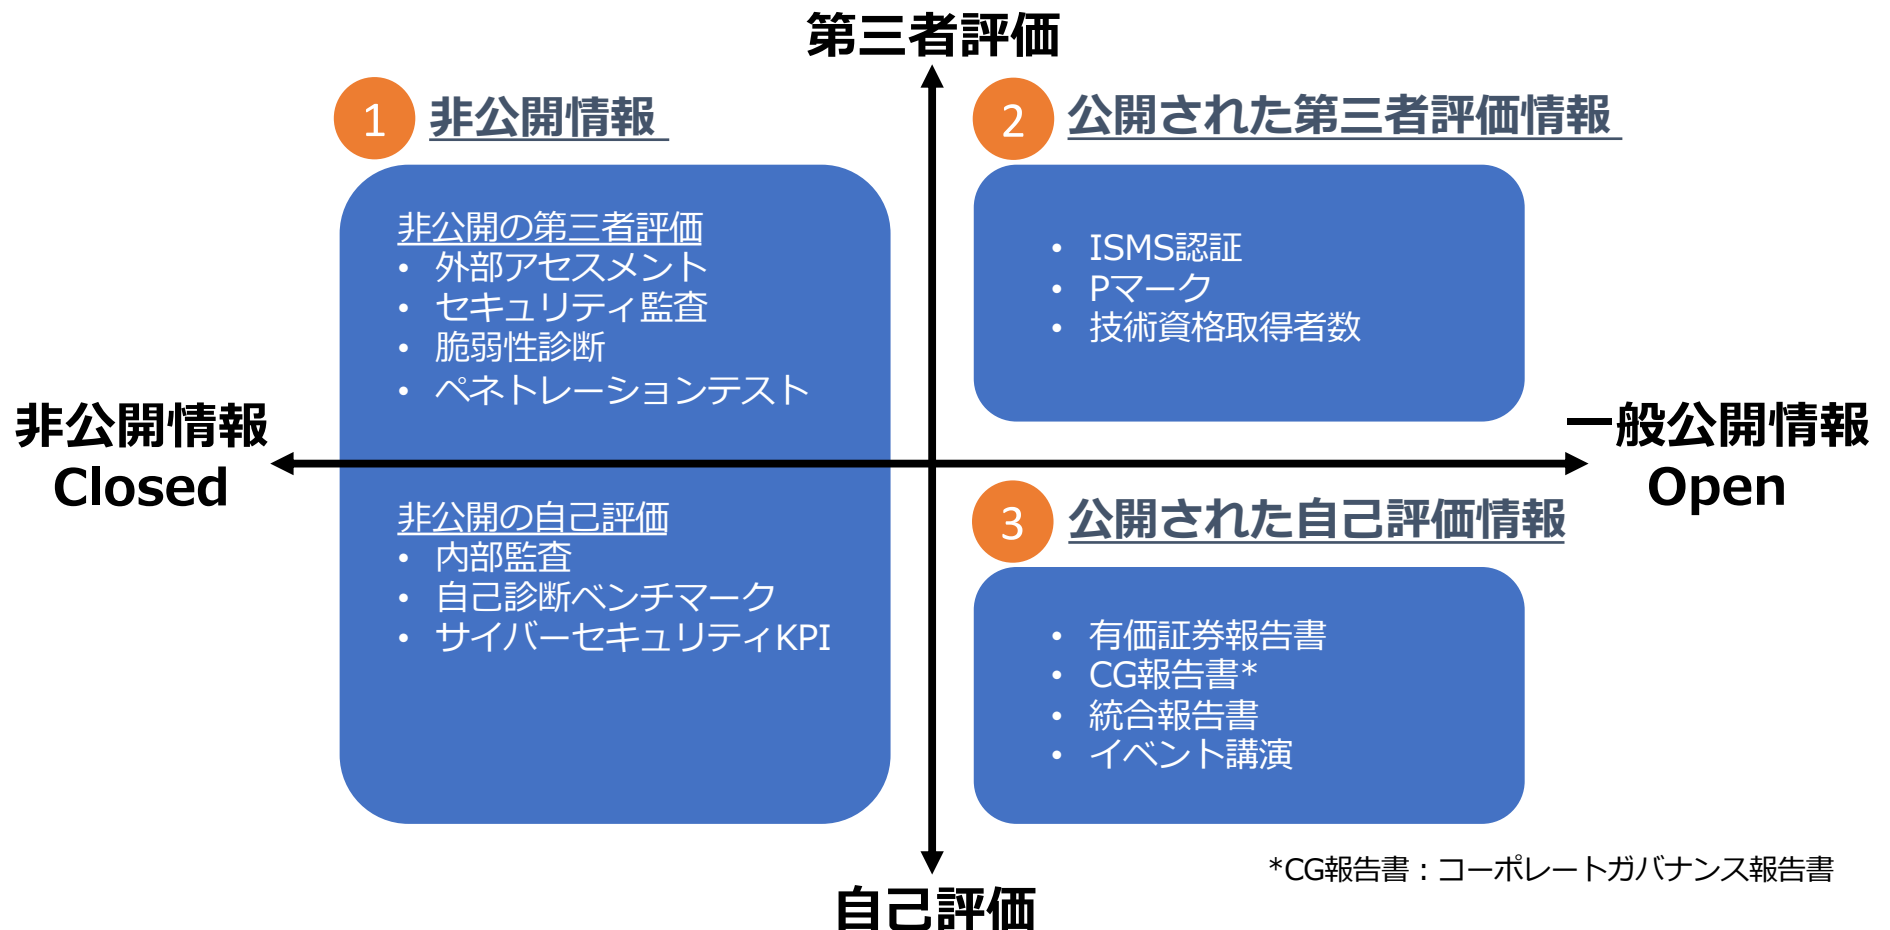 第三者評価
1 非公開情報
2 公開された第三者評価情報
非公開の第三者評価
• 外部アセスメント
• セキュリティ監査
• 脆弱性診断
• ペネトレーションテスト
• ISMS認証
• Pマーク
• 技術資格取得者数
非公開情報
Closed
一般公開情報
Open
非公開の自己評価
• 内部監査
• 自己診断ベンチマーク
• サイバーセキュリティKPI
3 公開された自己評価情報
• 有価証券報告書
• CG報告書*
• 統合報告書
• イベント講演
*CG報告書：コーポレートガバナンス報告書
自己評価